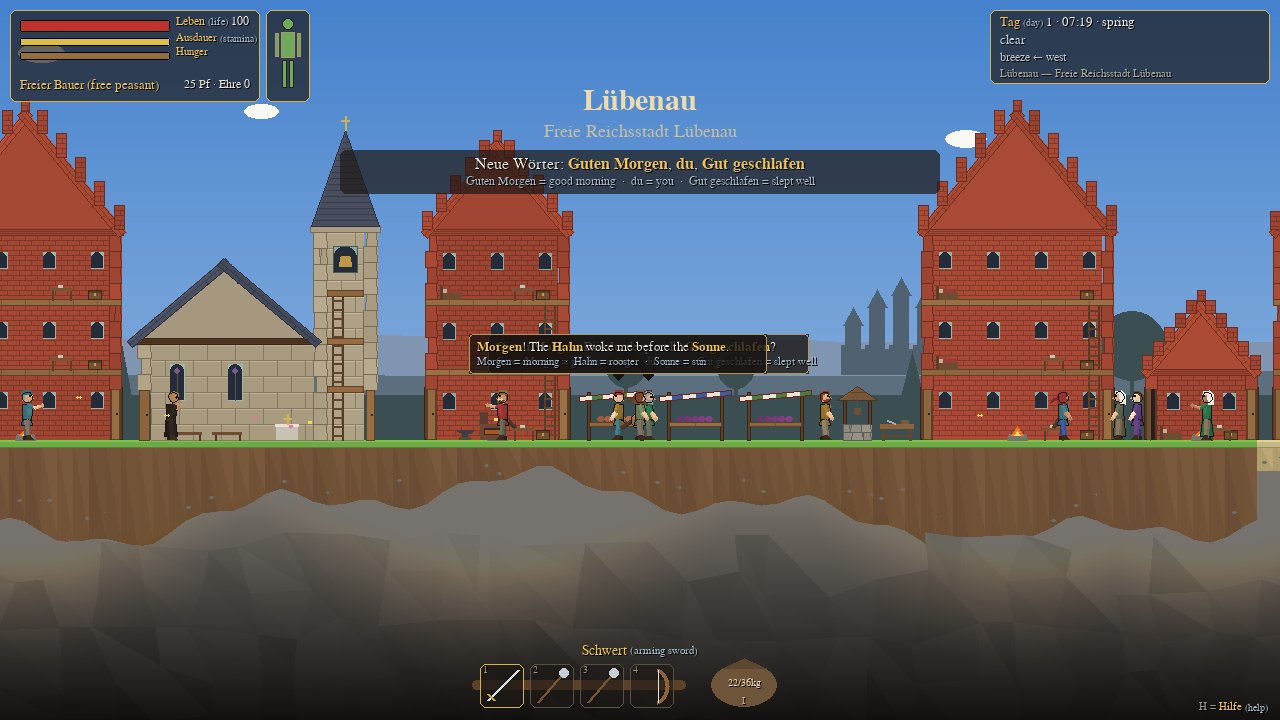 Leben (life) 100
Ausdauer (stamina)
Hunger
Freier Bauer (free peasant) 25 Pf · Ehre 0
Tag (day) 1 · 07:19 · spring
clear
breeze ← west
Lübenau — Freie Reichsstadt Lübenau
Lübenau
Freie Reichsstadt Lübenau
Neue Wörter: Guten Morgen, du, Gut geschlafen
Guten Morgen = good morning · du = you · Gut geschlafen = slept well
Morgen! The Hahn woke me before the Sonne.
Morgen = morning · Hahn = rooster · Sonne = sun
= slept well
Schwert (arming sword)
1 2 3 4
22/36kg
I
H = Hilfe (help)